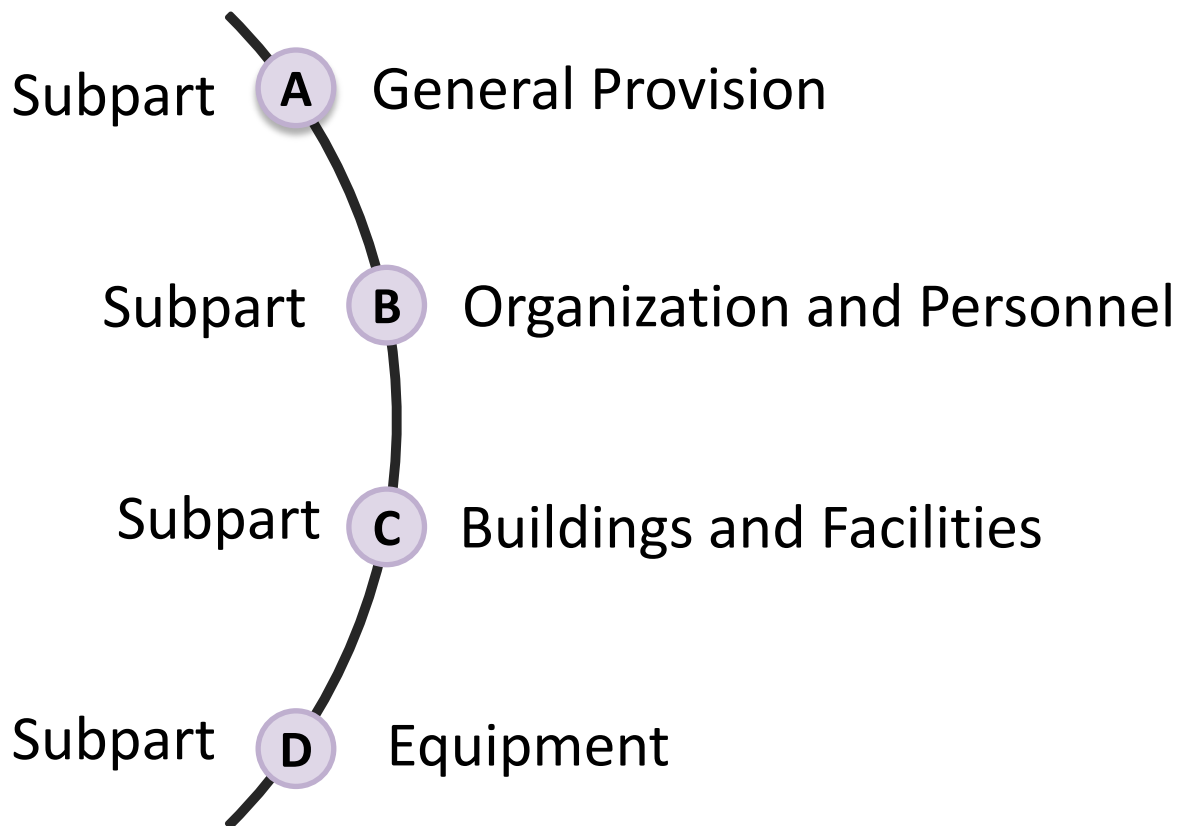 Subpart A General Provision
Subpart B Organization and Personnel
Subpart C Buildings and Facilities
Subpart D Equipment